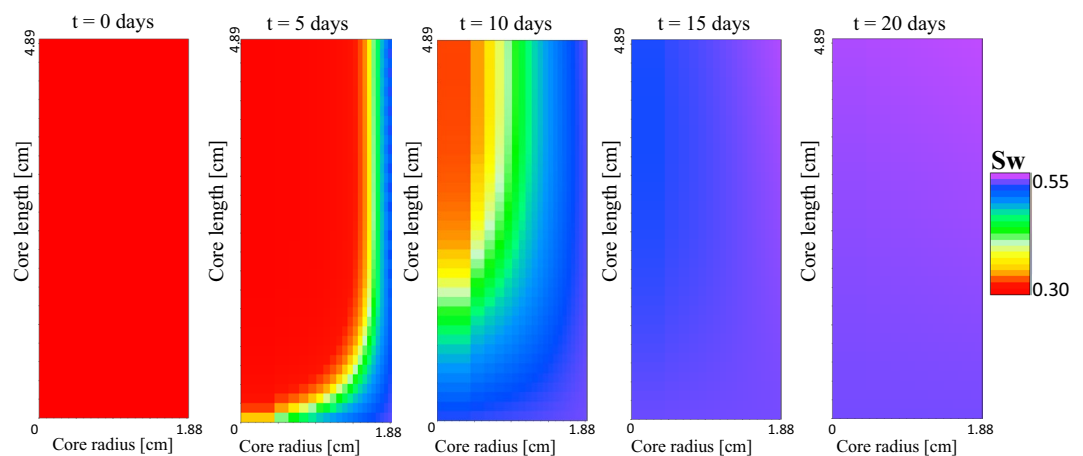 t = 0 days
t = 5 days
t = 10 days
t = 15 days
t = 20 days
4.89
4.89
4.89
4.89
4.89
Core length [cm]
Core length [cm]
Core length [cm]
Core length [cm]
Core length [cm]
Sw
0.55
0.30
0
1.88
0
1.88
0
1.88
0
1.88
0
1.88
Core radius [cm]
Core radius [cm]
Core radius [cm]
Core radius [cm]
Core radius [cm]